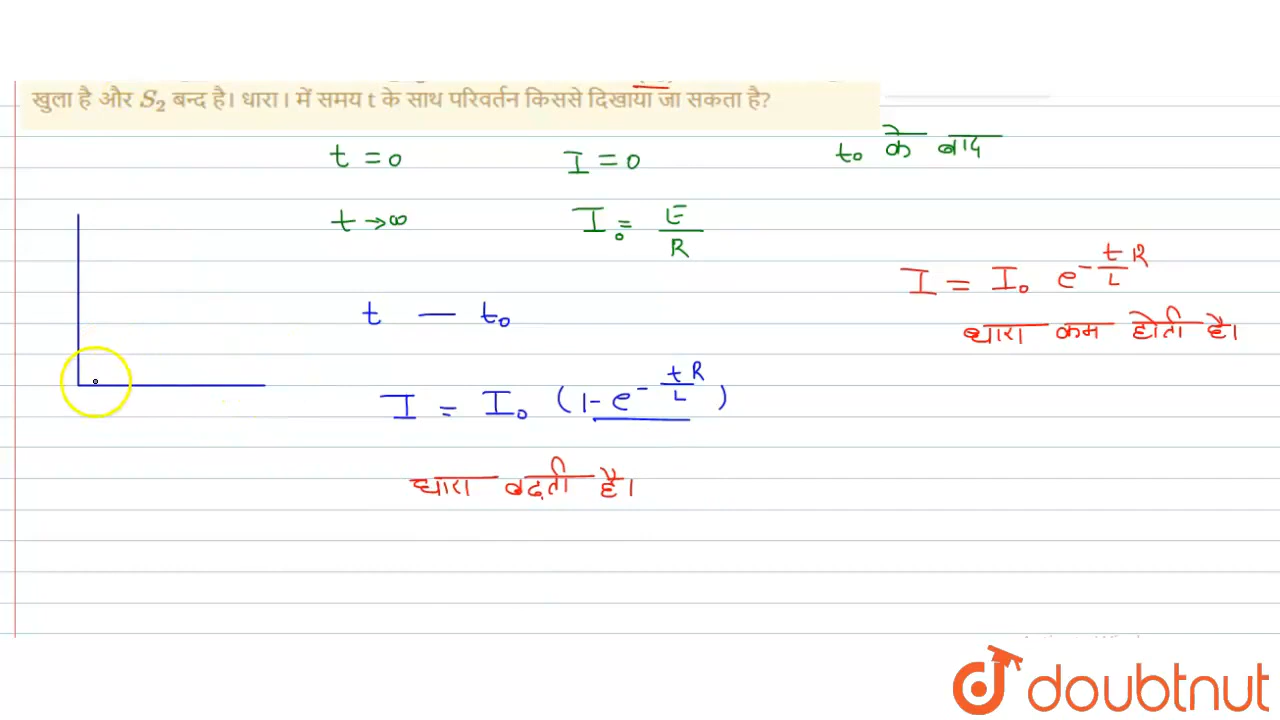 खुला है और S₂ बन्द है। धारा । में समय t के साथ परिवर्तन किससे दिखाया जा सकता है?
t = 0 I = 0 t₀ के बाद
t → ∞ I₀ = E/R
I = I₀ e^(-tR/L)
t — t₀
धारा कम होती है।
I = I₀ (1 - e^(-tR/L))
धारा बढ़ती है।
doubtnut